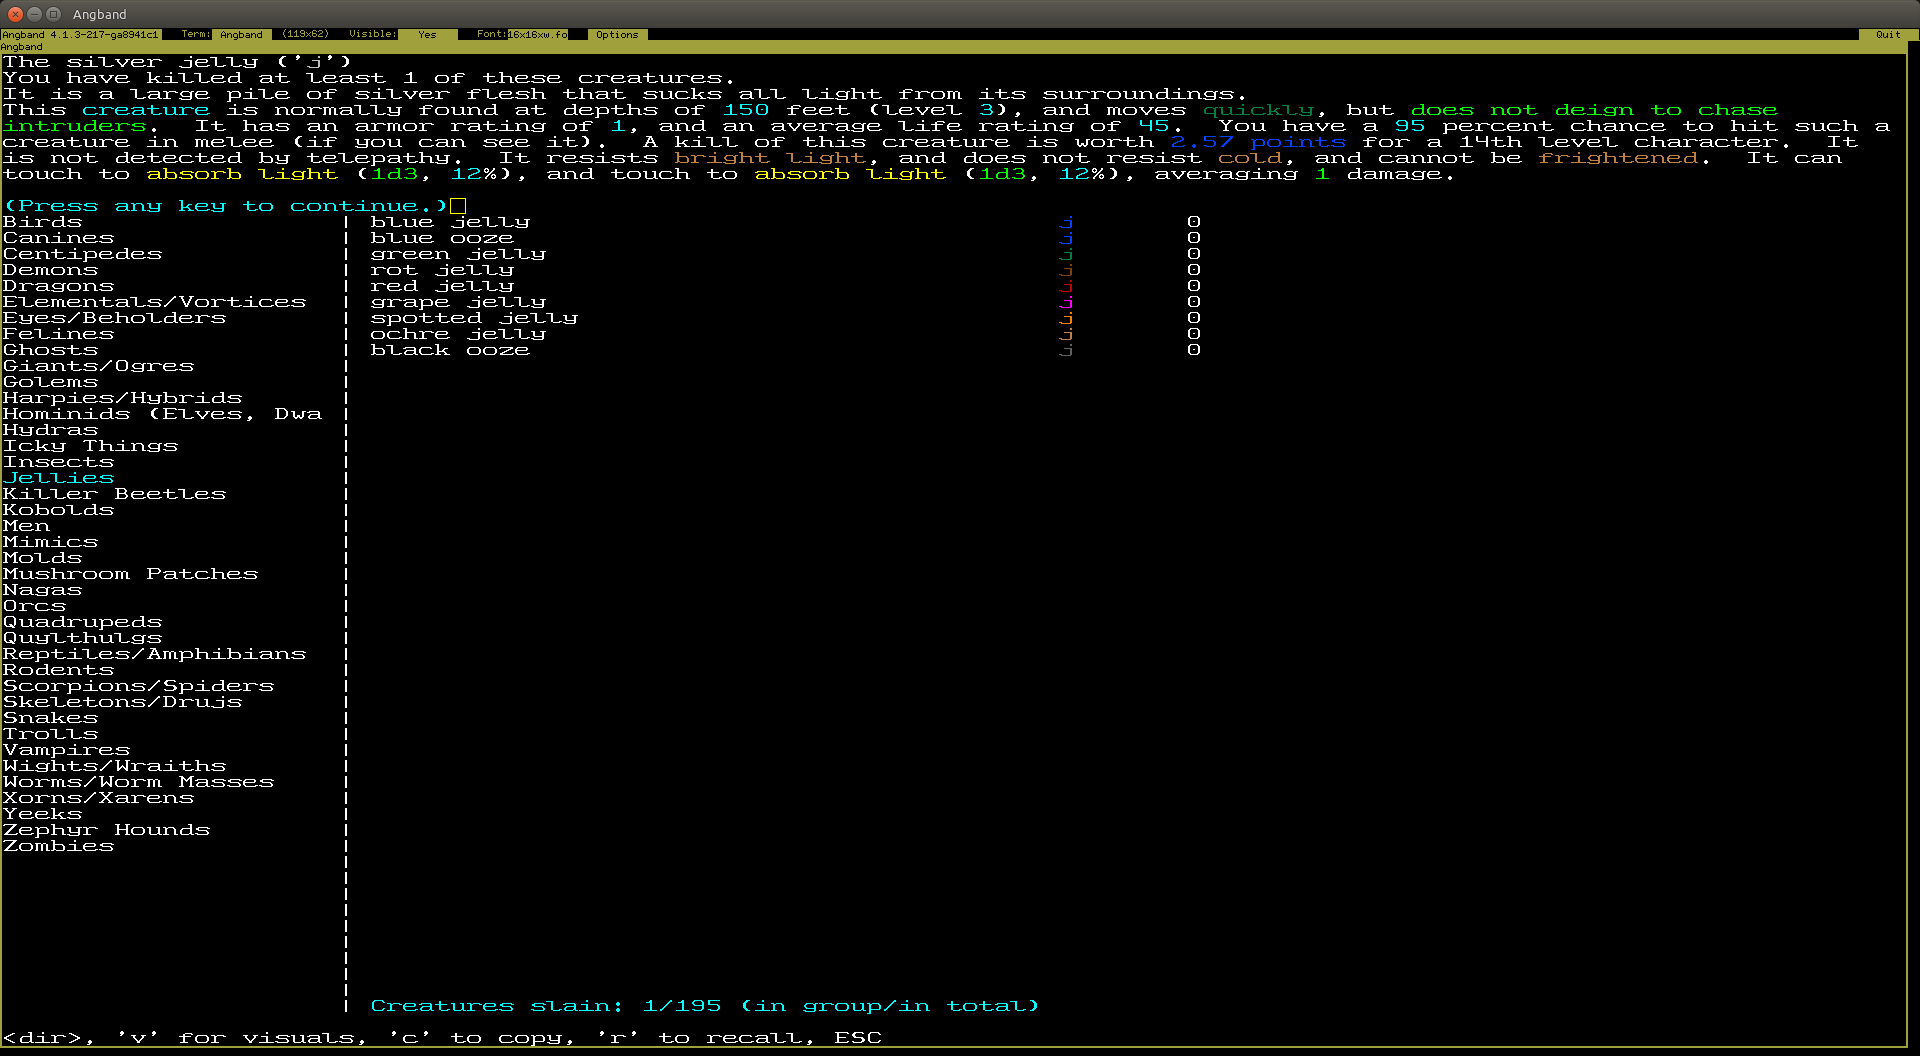 Angband
Angband 4.1.3-217-ga8941c1 Term: Angband (119x62) Visible: Yes Font:16x16xw.fo Options Quit
Angband
The silver jelly ('j')
You have killed at least 1 of these creatures.
It is a large pile of silver flesh that sucks all light from its surroundings.
This creature is normally found at depths of 150 feet (level 3), and moves quickly, but does not deign to chase
intruders. It has an armor rating of 1, and an average life rating of 45. You have a 95 percent chance to hit such a
creature in melee (if you can see it). A kill of this creature is worth 2.57 points for a 14th level character. It
is not detected by telepathy. It resists bright light, and does not resist cold, and cannot be frightened. It can
touch to absorb light (1d3, 12%), and touch to absorb light (1d3, 12%), averaging 1 damage.
(Press any key to continue.)
Birds | blue jelly j 0
Canines | blue ooze j 0
Centipedes | green jelly j 0
Demons | rot jelly j 0
Dragons | red jelly j 0
Elementals/Vortices | grape jelly j 0
Eyes/Beholders | spotted jelly j 0
Felines | ochre jelly j 0
Ghosts | black ooze j 0
Giants/Ogres |
Golems |
Harpies/Hybrids |
Hominids (Elves, Dwa |
Hydras |
Icky Things |
Insects |
Jellies |
Killer Beetles |
Kobolds |
Men |
Mimics |
Molds |
Mushroom Patches |
Nagas |
Orcs |
Quadrupeds |
Quylthulgs |
Reptiles/Amphibians |
Rodents |
Scorpions/Spiders |
Skeletons/Drujs |
Snakes |
Trolls |
Vampires |
Wights/Wraiths |
Worms/Worm Masses |
Xorns/Xarens |
Yeeks |
Zephyr Hounds |
Zombies |
| Creatures slain: 1/195 (in group/in total)
<dir>, 'v' for visuals, 'c' to copy, 'r' to recall, ESC